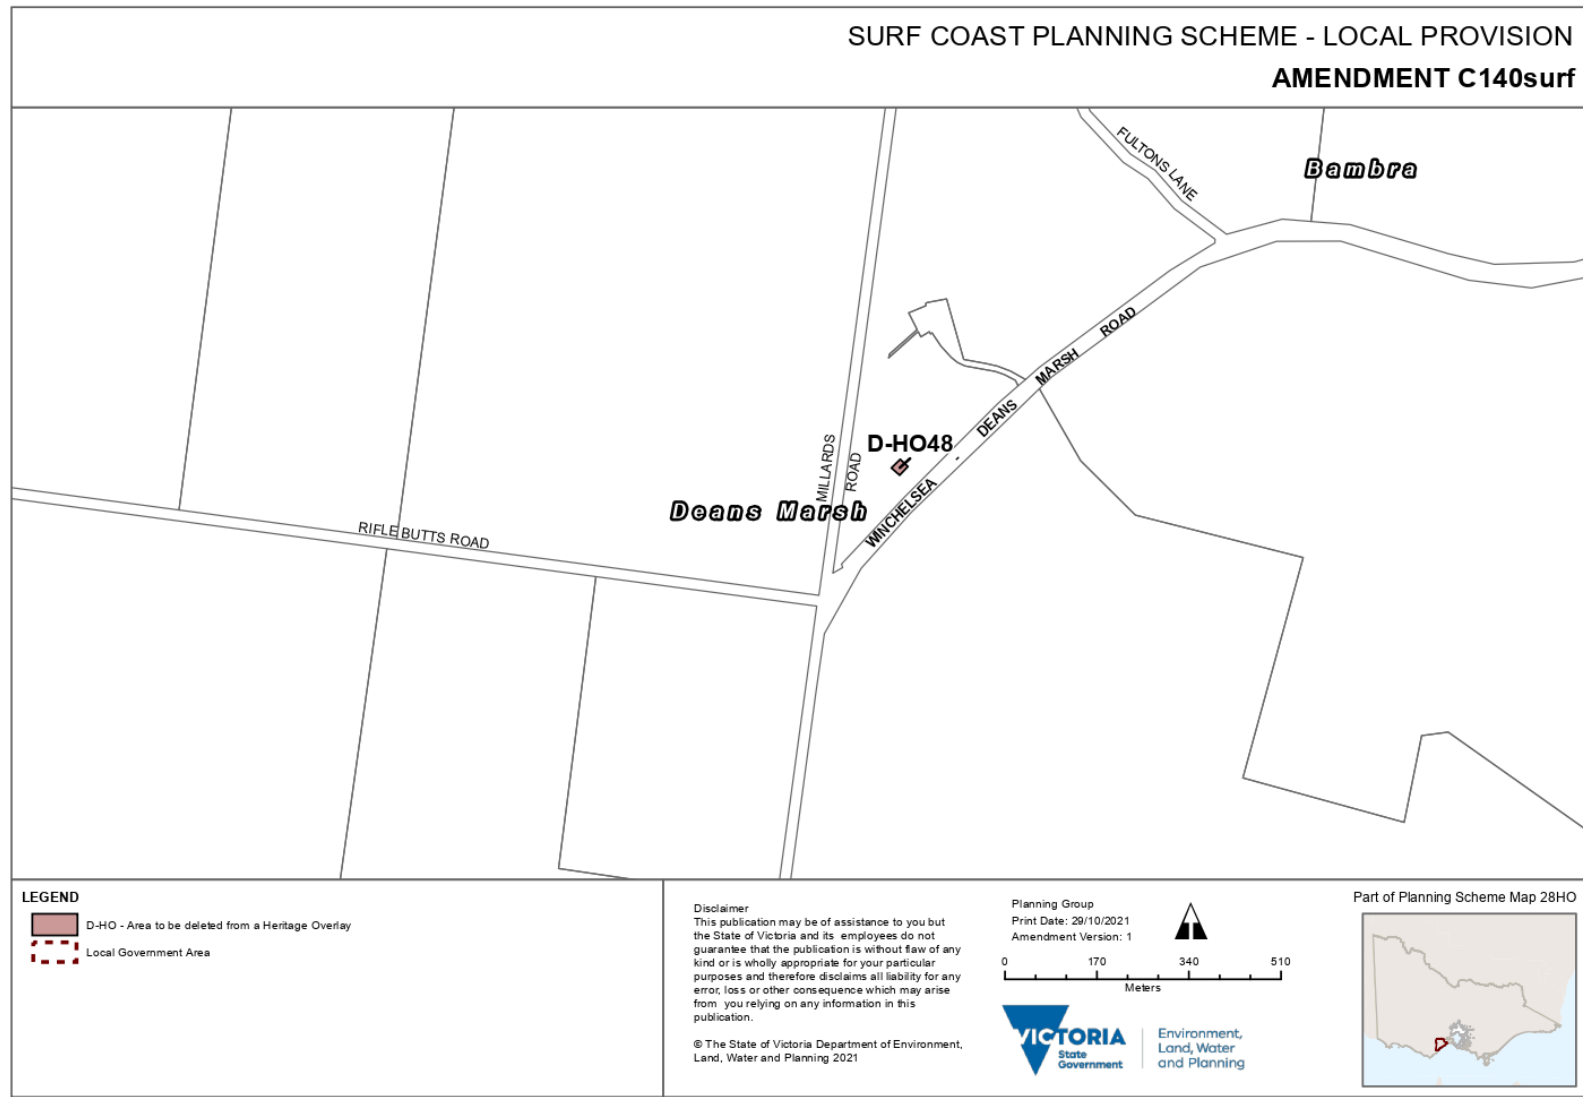 SURF COAST PLANNING SCHEME - LOCAL PROVISION
AMENDMENT C140surf
FULTONS LANE
Bambra
WINCHELSEA DEANS MARSH ROAD
D-HO48
MILLARDS
ROAD
Deans Marsh
RIFLE BUTTS ROAD
LEGEND
D-HO - Area to be deleted from a Heritage Overlay
Local Government Area
Disclaimer
This publication may be of assistance to you but
the State of Victoria and its employees do not
guarantee that the publication is without flaw of any
kind or is wholly appropriate for your particular
purposes and therefore disclaims all liability for any
error, loss or other consequence which may arise
from you relying on any information in this
publication.
© The State of Victoria Department of Environment,
Land, Water and Planning 2021
Planning Group
Print Date: 29/10/2021
Amendment Version: 1
0 170 340 510
Meters
VICTORIA
State
Government
Environment,
Land, Water
and Planning
Part of Planning Scheme Map 28HO